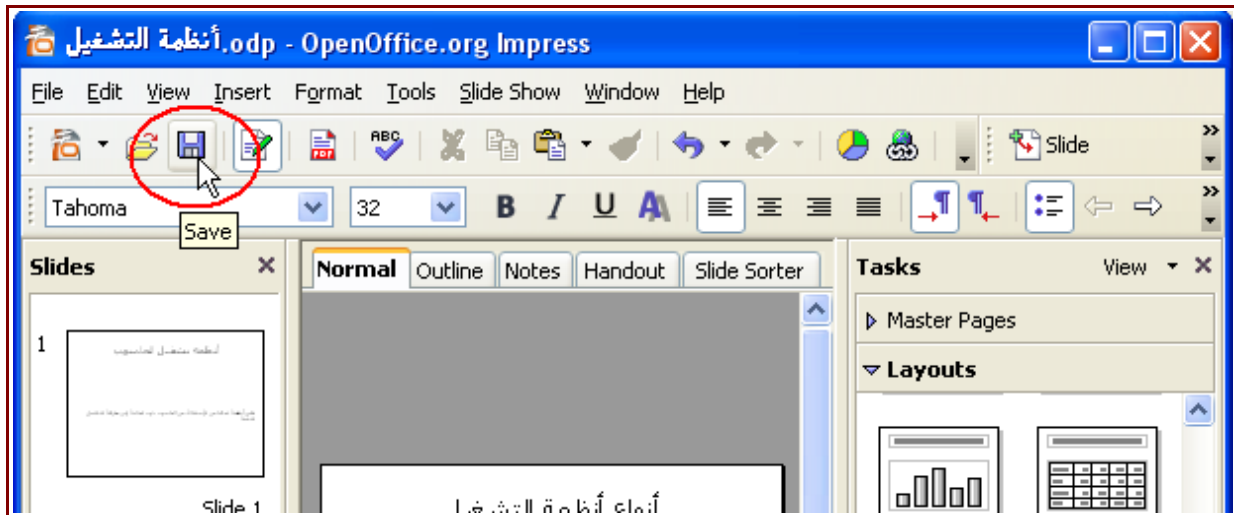 أنظمة التشغيل.odp - OpenOffice.org Impress
File Edit View Insert Format Tools Slide Show Window Help
ABC Slide
Tahoma 32 B I U A
Save
Slides Normal Outline Notes Handout Slide Sorter Tasks View
Master Pages
1
Layouts
Slide 1
أنواع أنظمة التشغيل